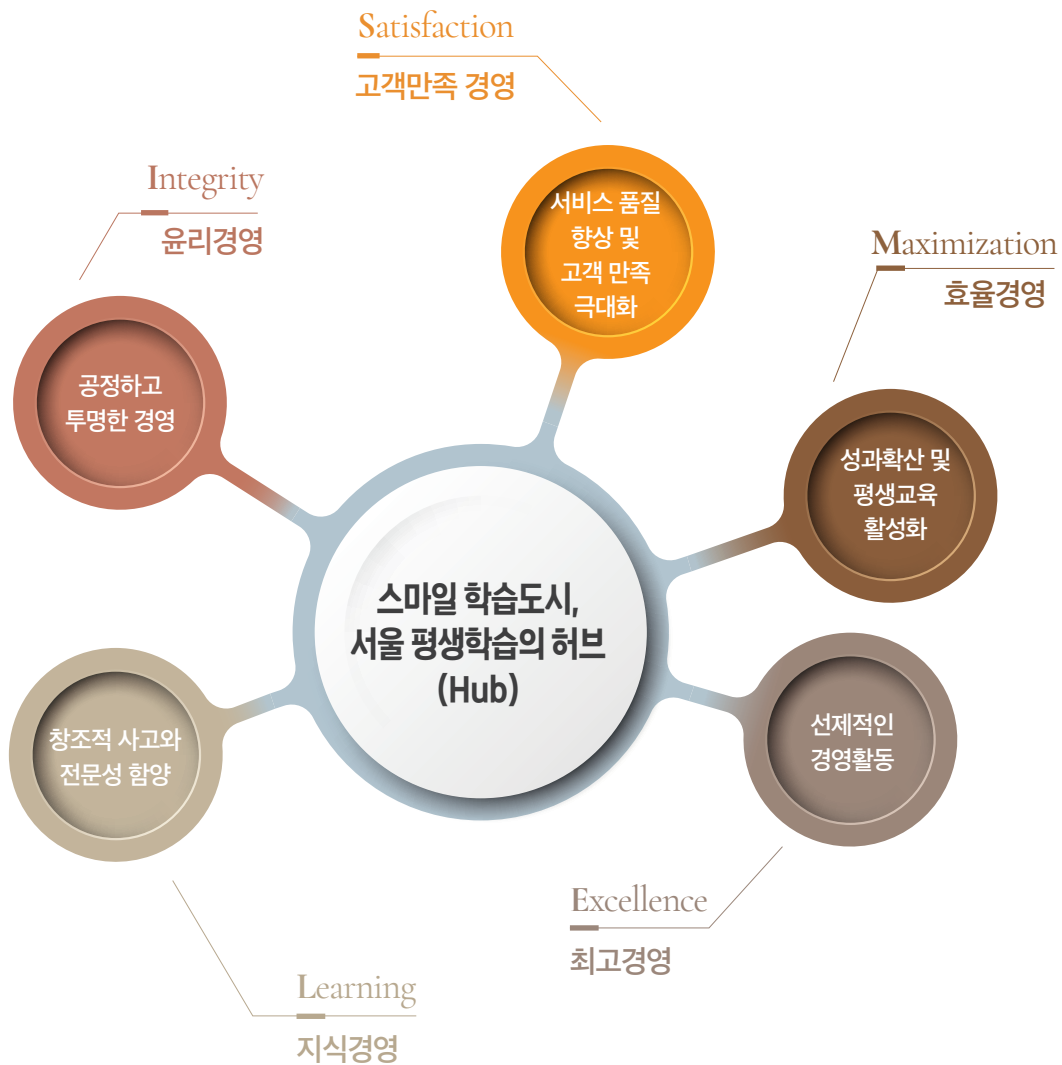 Satisfaction
고객만족 경영
서비스 품질
향상 및
고객 만족
극대화
Integrity
윤리경영
공정하고
투명한 경영
Maximization
효율경영
성과확산 및
평생교육
활성화
스마일 학습도시,
서울 평생학습의 허브
(Hub)
창조적 사고와
전문성 함양
Learning
지식경영
선제적인
경영활동
Excellence
최고경영